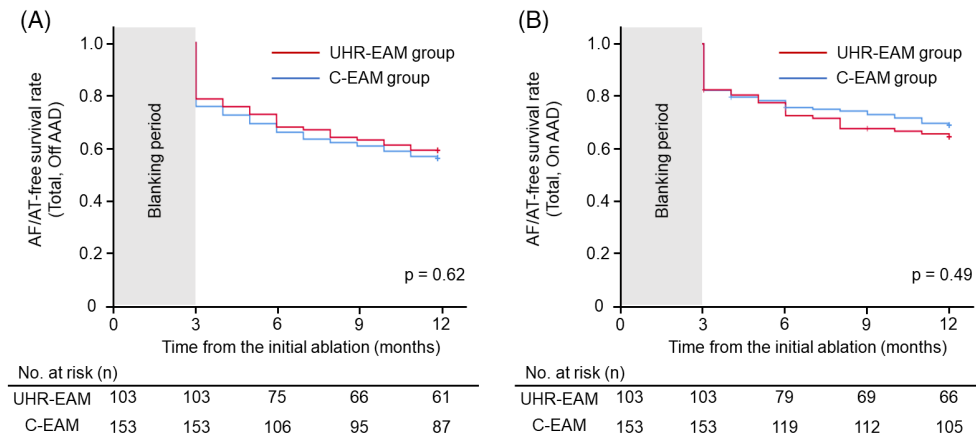 (A)
AF/AT-free survival rate
(Total, Off AAD)
1.0
0.8
0.6
0.4
0.2
0
Blanking period
UHR-EAM group
C-EAM group
p = 0.62
0 3 6 9 12
Time from the initial ablation (months)
No. at risk (n)
UHR-EAM 103 103 75 66 61
C-EAM 153 153 106 95 87
(B)
AF/AT-free survival rate
(Total, On AAD)
1.0
0.8
0.6
0.4
0.2
0
Blanking period
UHR-EAM group
C-EAM group
p = 0.49
0 3 6 9 12
Time from the initial ablation (months)
No. at risk (n)
UHR-EAM 103 103 79 69 66
C-EAM 153 153 119 112 105